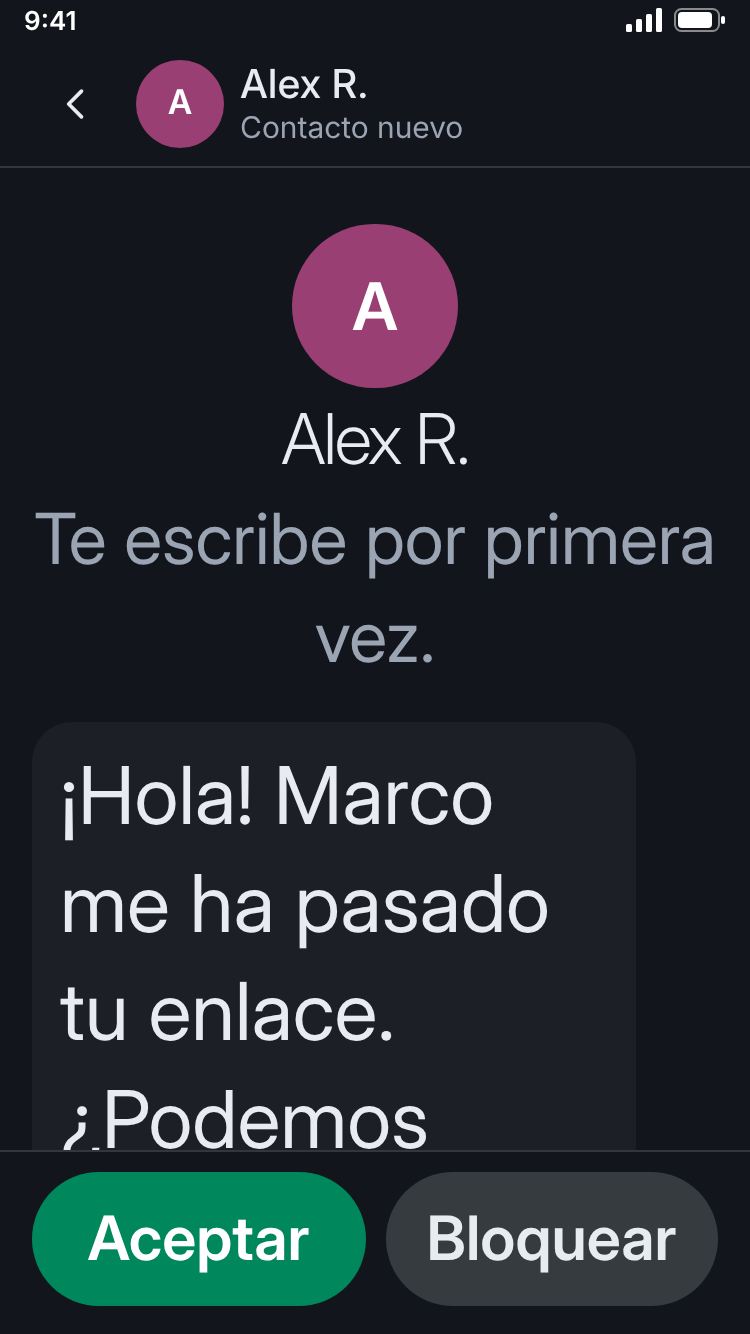 9:41
A
Alex R.
Contacto nuevo
A
Alex R.
Te escribe por primera
vez.
¡Hola! Marco
me ha pasado
tu enlace.
¿Podemos
Aceptar
Bloquear